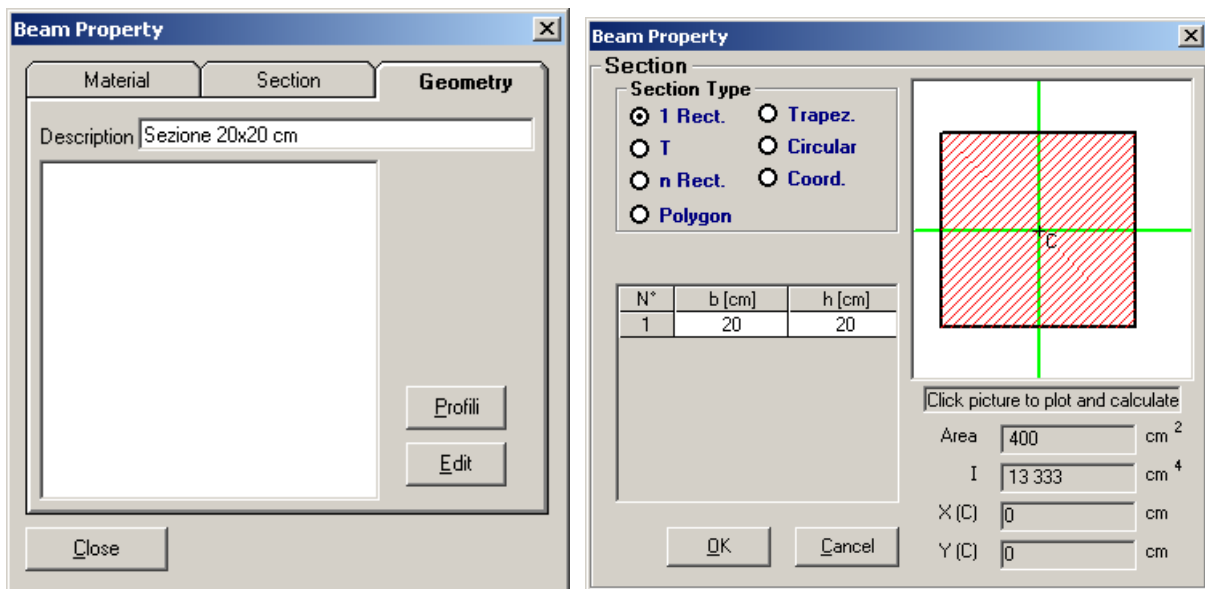 Beam Property
Material Section Geometry
Description Sezione 20x20 cm
Profili
Edit
Close
Beam Property
Section
Section Type
1 Rect. Trapez.
T Circular
n Rect. Coord.
Polygon
C
N° b [cm] h [cm]
1 20 20
Click picture to plot and calculate
Area 400 cm 2
I 13 333 cm 4
X (C) 0 cm
Y (C) 0 cm
OK Cancel